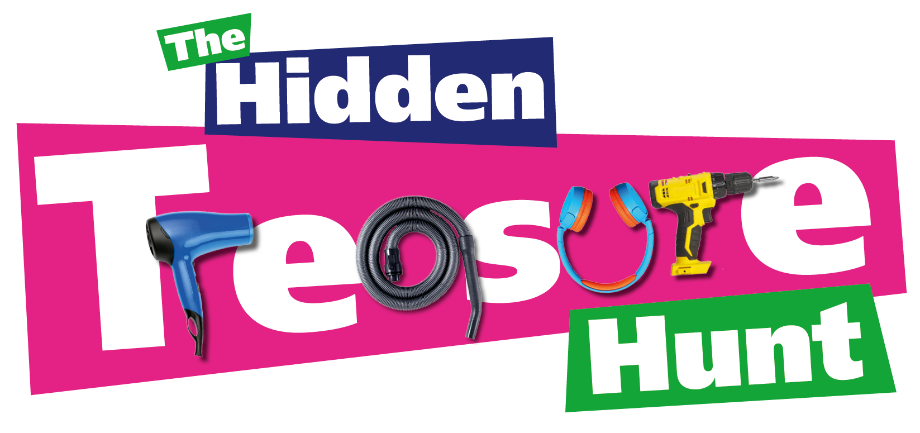 The
Hidden
Treasure
Hunt